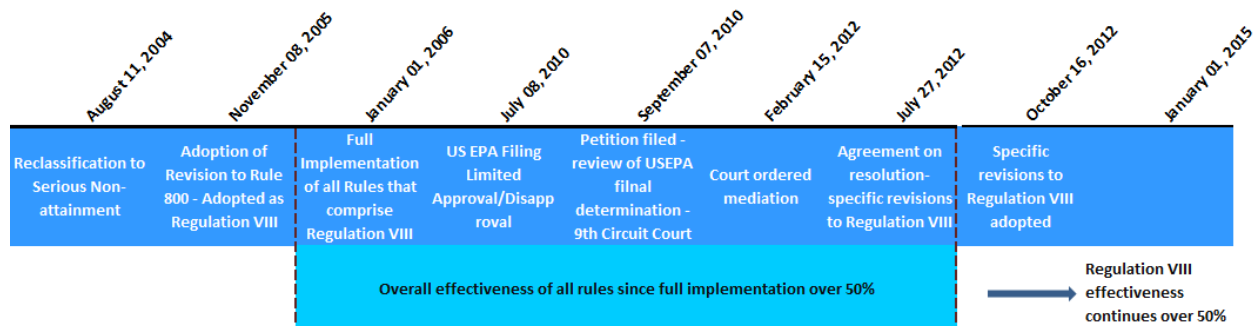 August 11, 2004
November 08, 2005
January 01, 2006
July 08, 2010
September 07, 2010
February 15, 2012
July 27, 2012
October 16, 2012
January 01, 2015
Reclassification to
Serious Non-
attainment
Adoption of
Revision to Rule
800 - Adopted as
Regulation VIII
Full
Implementation
of all Rules that
comprise
Regulation VIII
US EPA Filing
Limited
Approval/Disapp
roval
Petition filed -
review of USEPA
filnal
determination -
9th Circuit Court
Court ordered
mediation
Agreement on
resolution-
specific revisions
to Regulation VIII
Specific
revisions to
Regulation VIII
adopted
Overall effectiveness of all rules since full implementation over 50%
Regulation VIII
effectiveness
continues over 50%